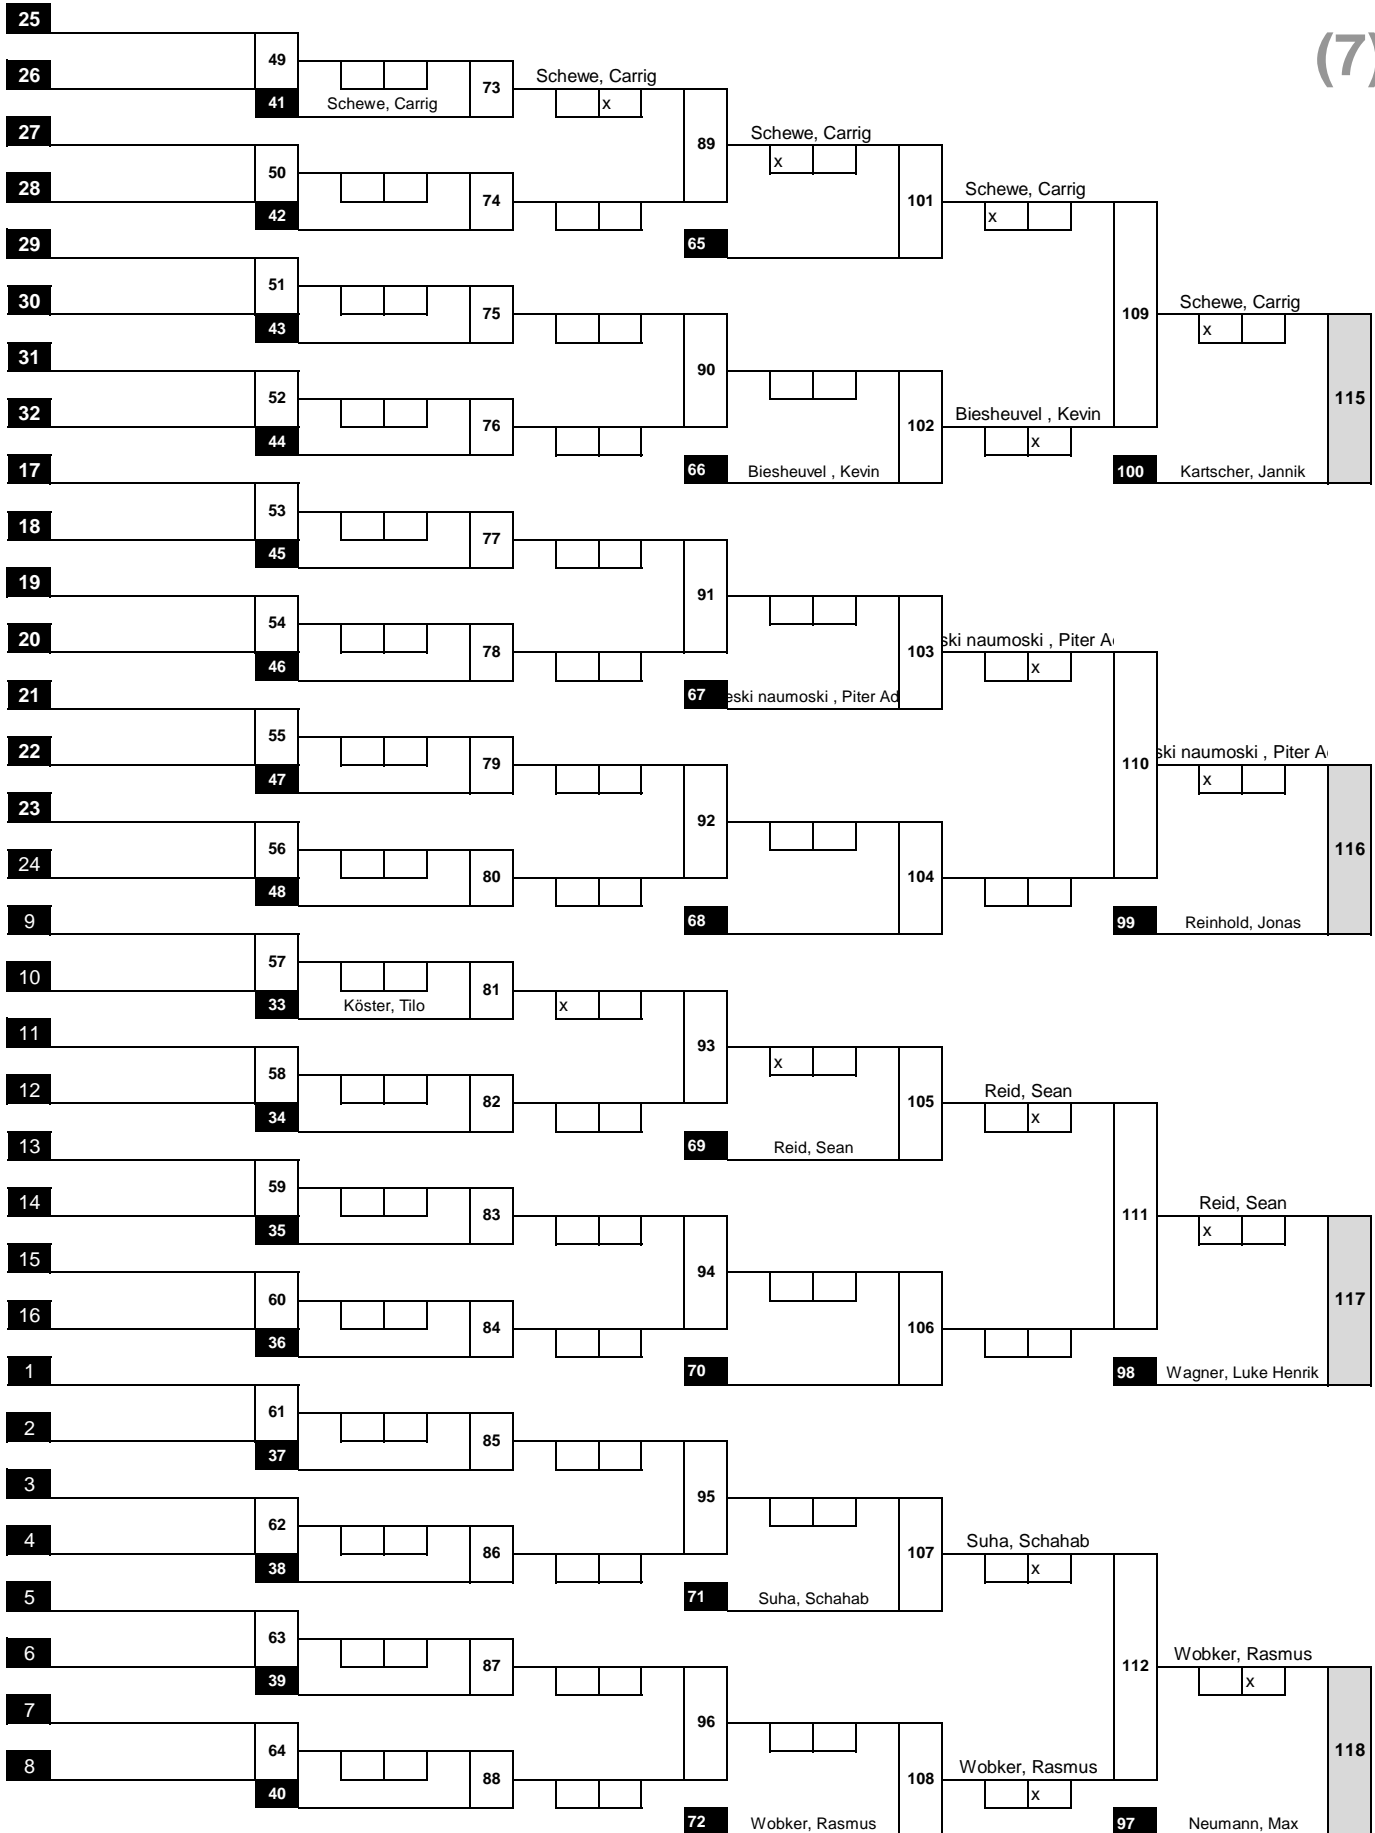 25
(7)
49
26
73
Schewe, Carrig
41 Schewe, Carrig
x
27
89
Schewe, Carrig
x
50
28
74
101
Schewe, Carrig
42
x
29
65
51
30
75
109
Schewe, Carrig
43
x
31
90
52
32
76
102
Biesheuvel , Kevin
115
44
x
17
66 Biesheuvel , Kevin
100 Kartscher, Jannik
53
18
77
45
19
91
54
20
78
103
ski naumoski , Piter A
46
x
21
67 eski naumoski , Piter Ad
55
22
79
110
ski naumoski , Piter A
47
x
23
92
56
24
80
104
116
48
9
68
99 Reinhold, Jonas
57
10
81
33 Köster, Tilo
x
11
93
x
58
12
82
105
Reid, Sean
34
x
13
69 Reid, Sean
59
14
83
111
Reid, Sean
35
x
15
94
60
16
84
106
117
36
1
70
98 Wagner, Luke Henrik
61
2
85
37
3
95
62
4
86
107
Suha, Schahab
38
x
5
71 Suha, Schahab
63
6
87
112
Wobker, Rasmus
39
x
7
96
64
8
88
108
Wobker, Rasmus
118
40
x
72 Wobker, Rasmus
97 Neumann, Max